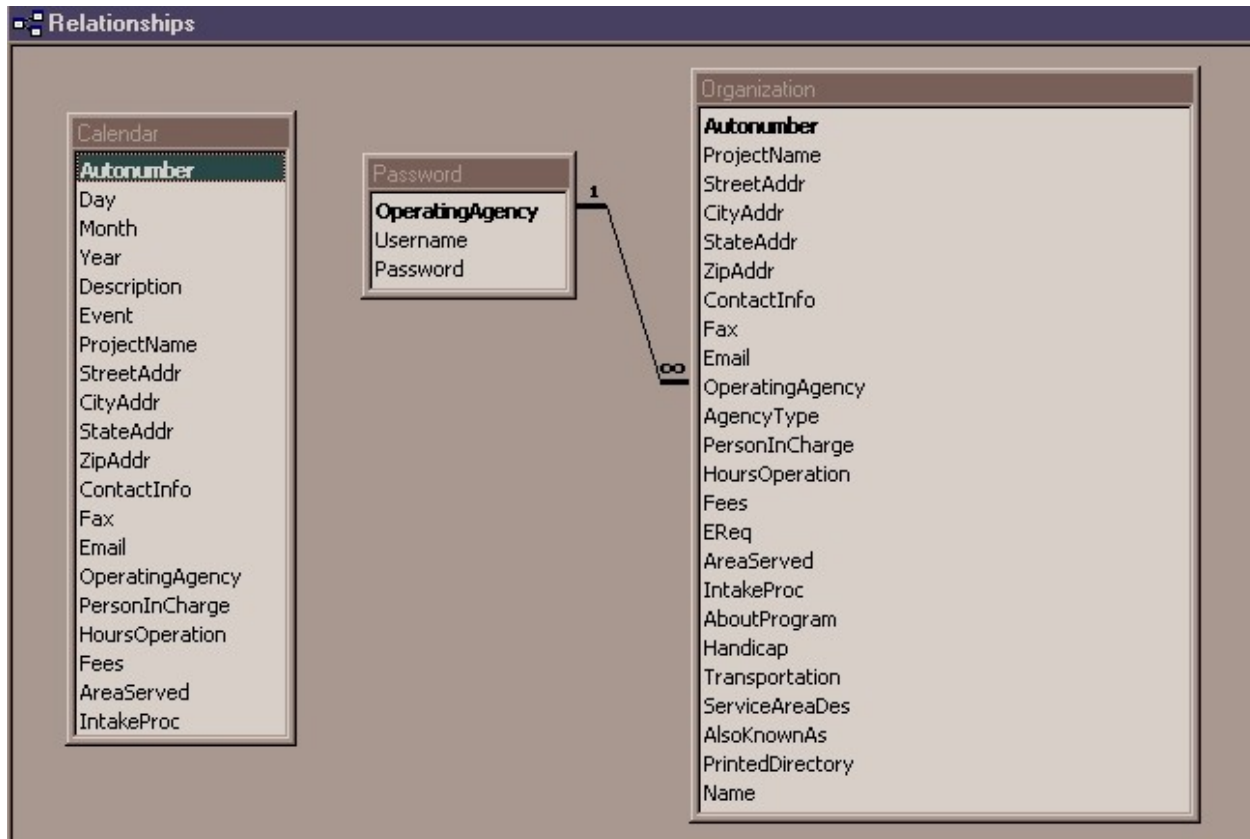 Relationships
Calendar
Autonumber
Day
Month
Year
Description
Event
ProjectName
StreetAddr
CityAddr
StateAddr
ZipAddr
ContactInfo
Fax
Email
OperatingAgency
PersonInCharge
HoursOperation
Fees
AreaServed
IntakeProc
Password
OperatingAgency
Username
Password
1
∞
Organization
Autonumber
ProjectName
StreetAddr
CityAddr
StateAddr
ZipAddr
ContactInfo
Fax
Email
OperatingAgency
AgencyType
PersonInCharge
HoursOperation
Fees
EReq
AreaServed
IntakeProc
AboutProgram
Handicap
Transportation
ServiceAreaDes
AlsoKnownAs
PrintedDirectory
Name